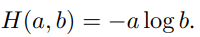 H(a, b) = −a log b.